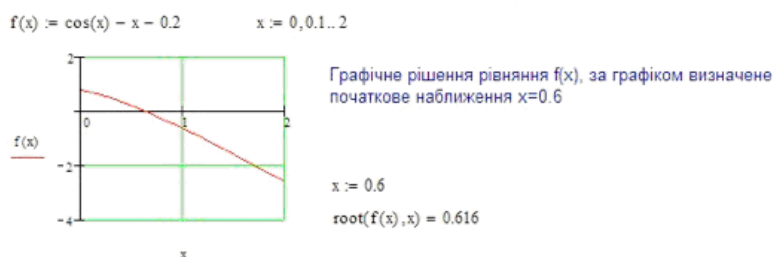 f(x) := cos(x) − x − 0.2
x := 0, 0.1.. 2
2
Графічне рішення рівняння f(x), за графіком визначене
початкове наближення x=0.6
0
1
2
f(x)
−2
x := 0.6
root(f(x),x) = 0.616
−4
x